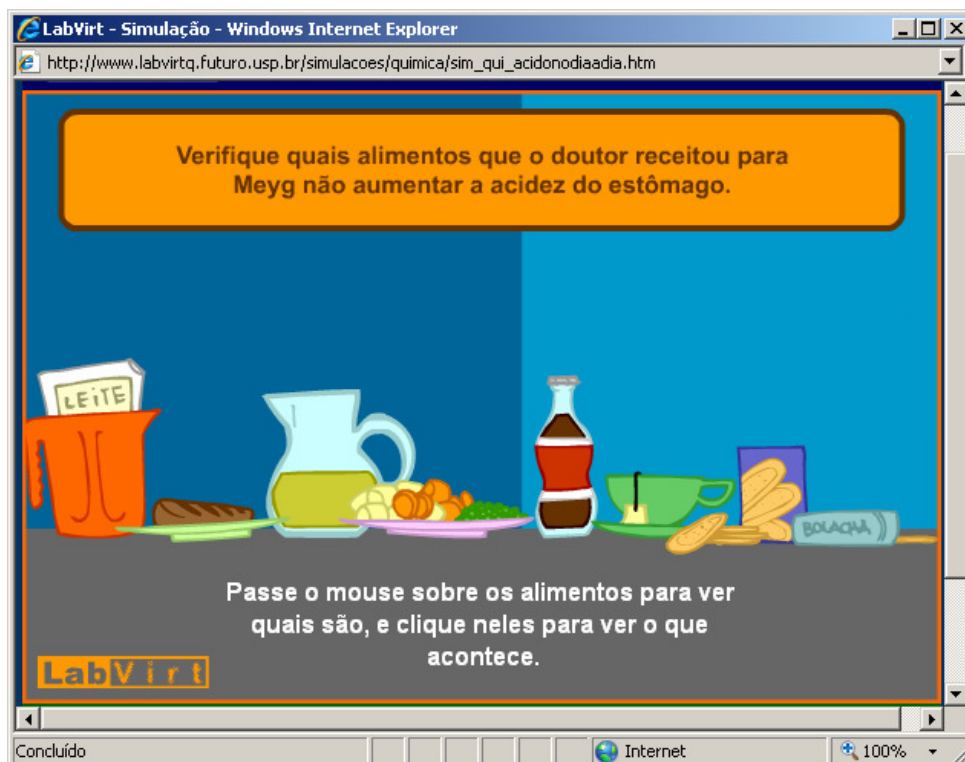 LabVirt - Simulação - Windows Internet Explorer
http://www.labvirtq.futuro.usp.br/simulacoes/quimica/sim_qui_acidonodiaadia.htm
Verifique quais alimentos que o doutor receitou para
Meyg não aumentar a acidez do estômago.
LEiTE
BOLACHA
Passe o mouse sobre os alimentos para ver
quais são, e clique neles para ver o que
acontece.
LabVirt
Concluído
Internet
100%